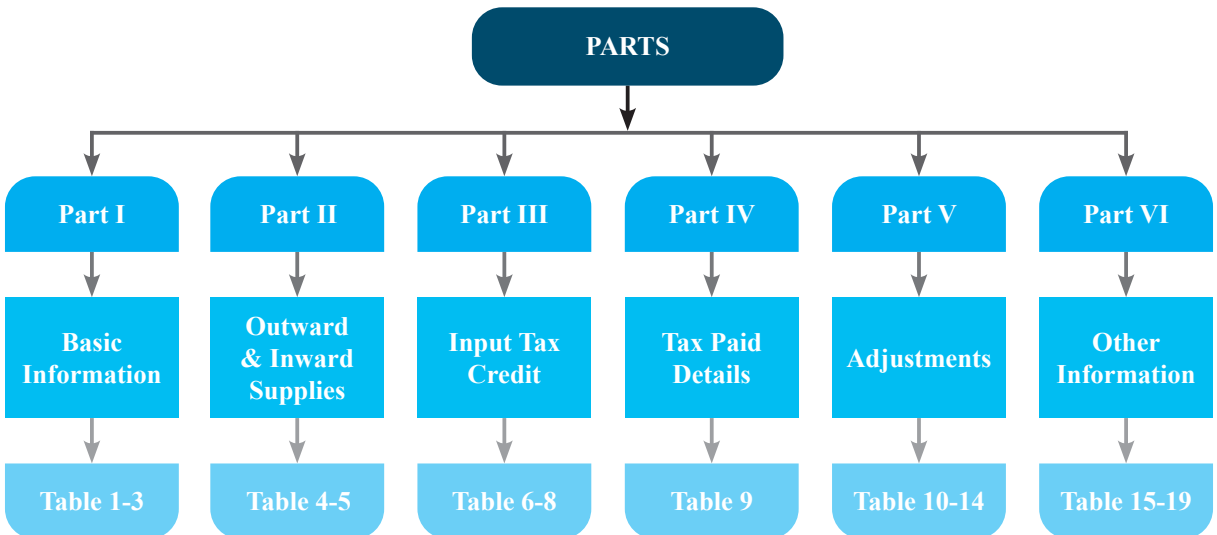 PARTS
Part I
Part II
Part III
Part IV
Part V
Part VI
Basic
Information
Outward
& Inward
Supplies
Input Tax
Credit
Tax Paid
Details
Adjustments
Other
Information
Table 1-3
Table 4-5
Table 6-8
Table 9
Table 10-14
Table 15-19